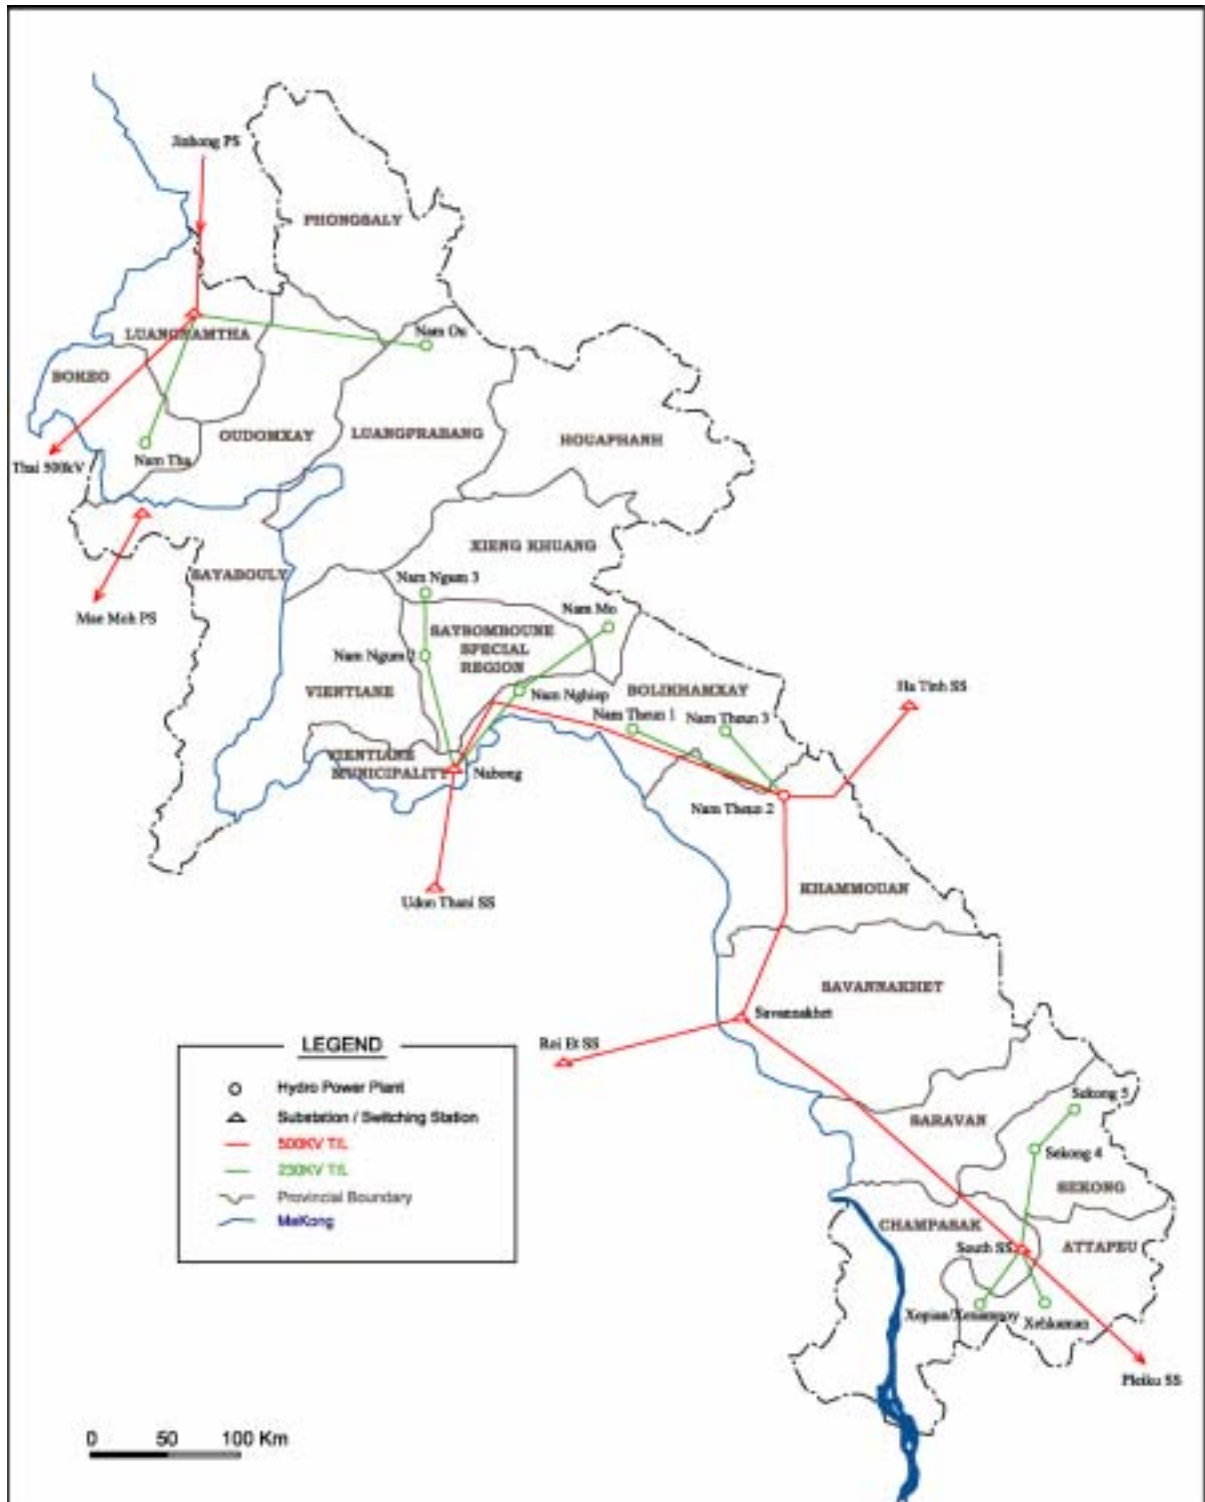 Jinhong PS
PHONGSALY
LUANGNAMTHA
Nam Ou
BOKEO
OUDOMXAY
LUANGPRABANG
HOUAPHANH
Thai 500kV
Nam Tha
XIENG KHUANG
SAYABOULY
Nam Ngum 3
Nam Mo
Mae Moh PS
SAYSOMBOUNE
SPECIAL
REGION
Nam Ngum 2
VIENTIANE
Nam Nghiep
BOLIKHAMXAY
Ha Tinh SS
Nam Theun 1
Nam Theun 3
VIENTIANE
MUNICIPALITY
Nabong
Nam Theun 2
Udon Thani SS
KHAMMOUAN
SAVANNAKHET
Savannakhet
Roi Et SS
LEGEND
Hydro Power Plant
Substation / Switching Station
500KV T/L
230KV T/L
Provincial Boundary
MeKong
Sekong 5
SARAVAN
Sekong 4
SEKONG
CHAMPASAK
South SS
ATTAPEU
Xepian/Xenamnoy
Xehkaman
Pleiku SS
0 50 100 Km